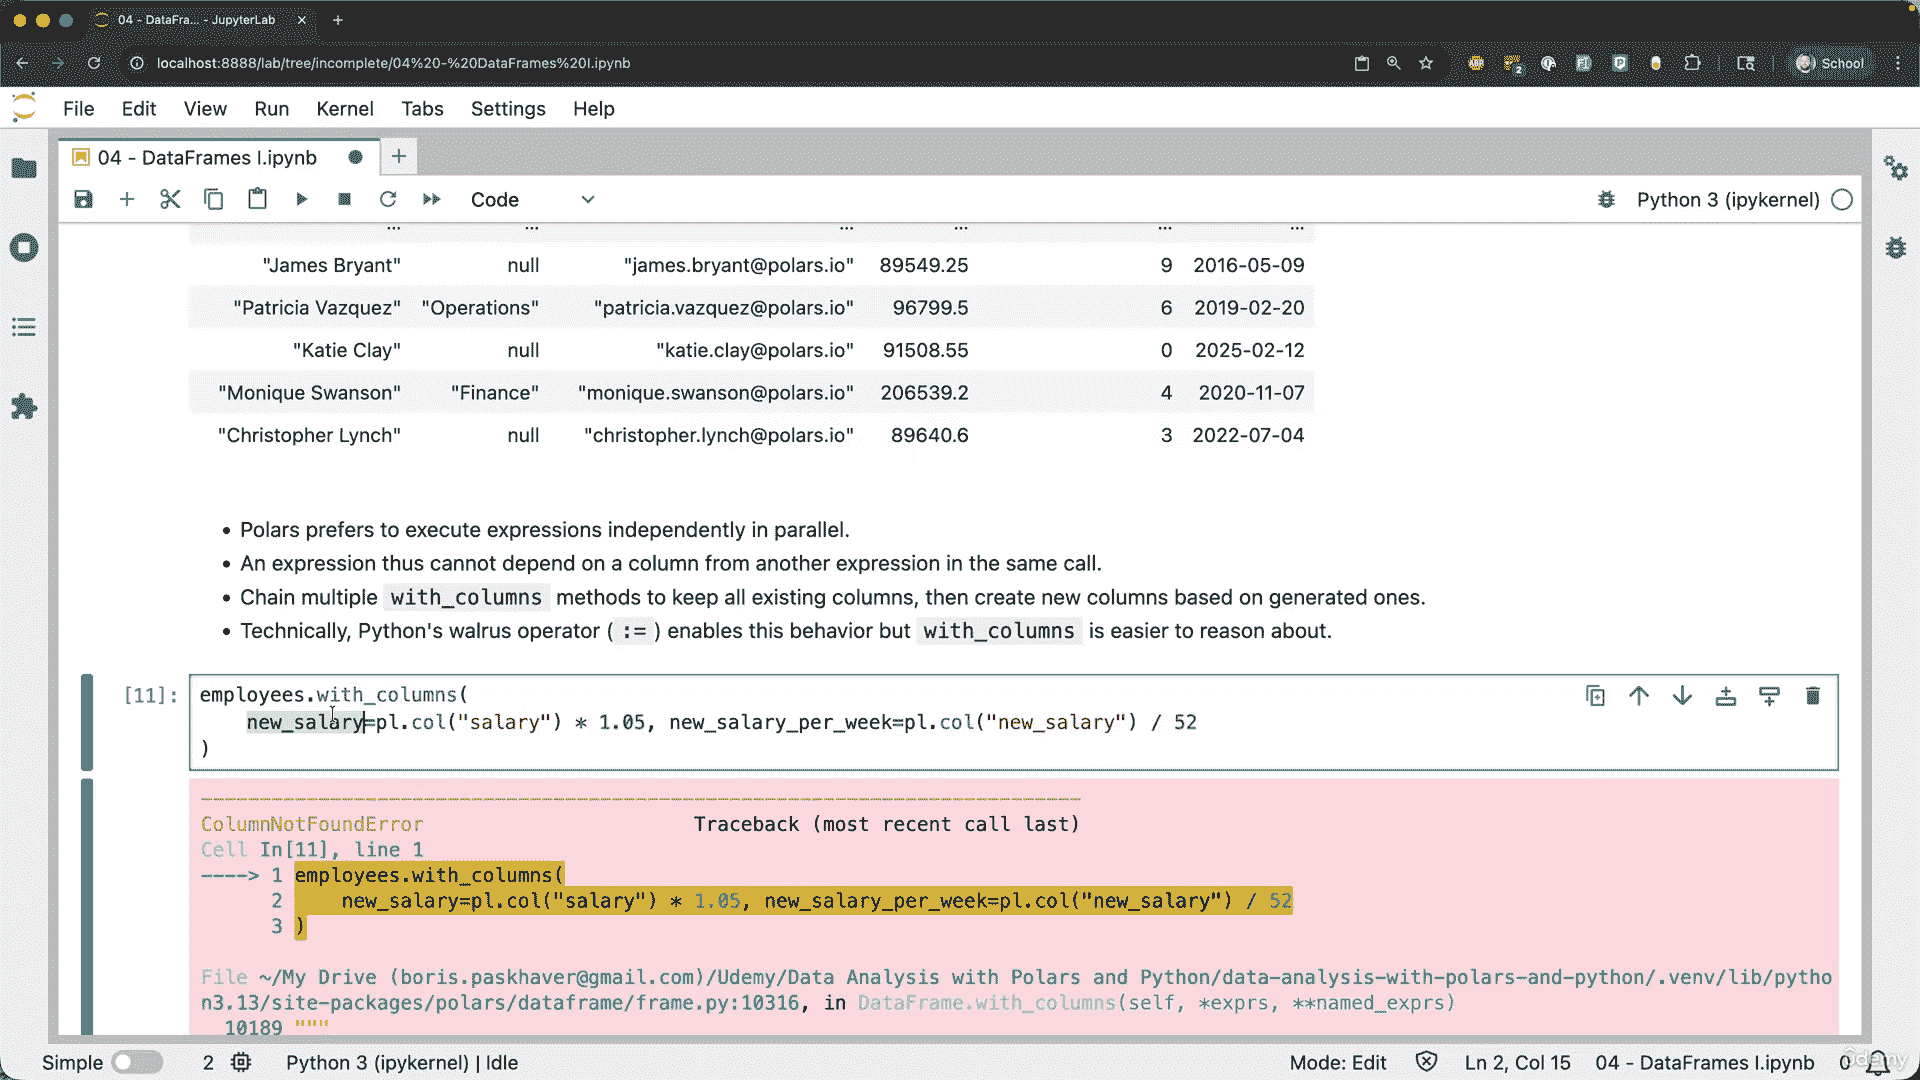 04 - DataFra... - JupyterLab
localhost:8888/lab/tree/incomplete/04%20-%20DataFrames%20I.ipynb
School
File Edit View Run Kernel Tabs Settings Help
04 - DataFrames I.ipynb
Code
Python 3 (ipykernel)
... ... ... ... ... ...
"James Bryant" null "james.bryant@polars.io" 89549.25 9 2016-05-09
"Patricia Vazquez" "Operations" "patricia.vazquez@polars.io" 96799.5 6 2019-02-20
"Katie Clay" null "katie.clay@polars.io" 91508.55 0 2025-02-12
"Monique Swanson" "Finance" "monique.swanson@polars.io" 206539.2 4 2020-11-07
"Christopher Lynch" null "christopher.lynch@polars.io" 89640.6 3 2022-07-04
• Polars prefers to execute expressions independently in parallel.
• An expression thus cannot depend on a column from another expression in the same call.
• Chain multiple with_columns methods to keep all existing columns, then create new columns based on generated ones.
• Technically, Python's walrus operator ( := ) enables this behavior but with_columns is easier to reason about.
[11]: employees.with_columns(
new_salary=pl.col("salary") * 1.05, new_salary_per_week=pl.col("new_salary") / 52
)
---------------------------------------------------------------------------
ColumnNotFoundError Traceback (most recent call last)
Cell In[11], line 1
----> 1 employees.with_columns(
2 new_salary=pl.col("salary") * 1.05, new_salary_per_week=pl.col("new_salary") / 52
3 )
File ~/My Drive (boris.paskhaver@gmail.com)/Udemy/Data Analysis with Polars and Python/data-analysis-with-polars-and-python/.venv/lib/pytho
n3.13/site-packages/polars/dataframe/frame.py:10316, in DataFrame.with_columns(self, *exprs, **named_exprs)
10189 """
Simple 2 Python 3 (ipykernel) | Idle Mode: Edit Ln 2, Col 15 04 - DataFrames I.ipynb 0
Udemy